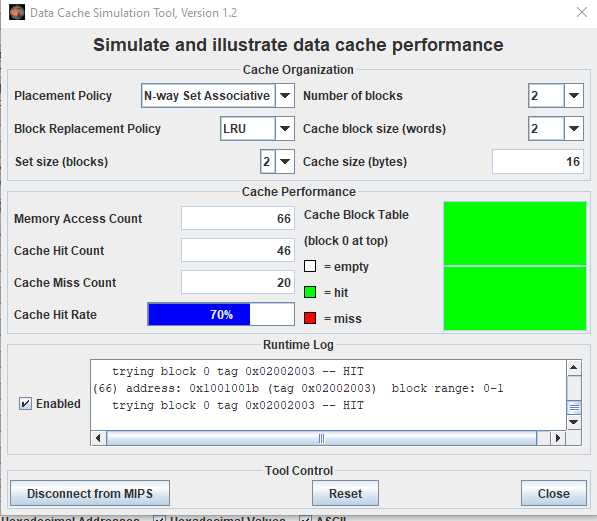 Data Cache Simulation Tool, Version 1.2
Simulate and illustrate data cache performance
Cache Organization
Placement Policy N-way Set Associative Number of blocks 2
Block Replacement Policy LRU Cache block size (words) 2
Set size (blocks) 2 Cache size (bytes) 16
Cache Performance
Memory Access Count 66 Cache Block Table
(block 0 at top)
Cache Hit Count 46
= empty
Cache Miss Count 20
= hit
Cache Hit Rate 70% = miss
Runtime Log
trying block 0 tag 0x02002003 -- HIT
(66) address: 0x1001001b (tag 0x02002003) block range: 0-1
trying block 0 tag 0x02002003 -- HIT
Enabled
Tool Control
Disconnect from MIPS Reset Close
Hexadecimal Addresses Hexadecimal Values ASCII